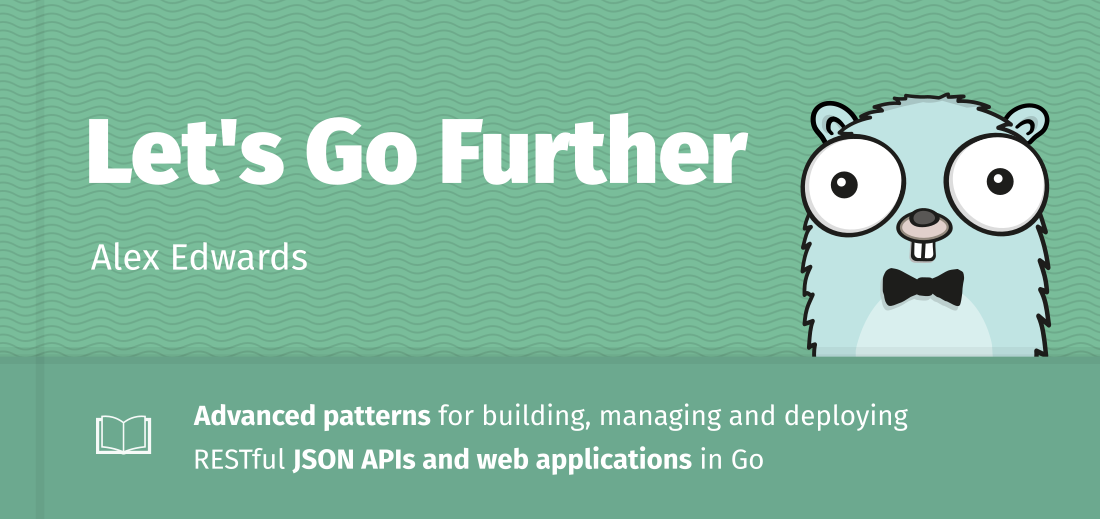 Let's Go Further
Alex Edwards
Advanced patterns for building, managing and deploying
RESTful JSON APIs and web applications in Go